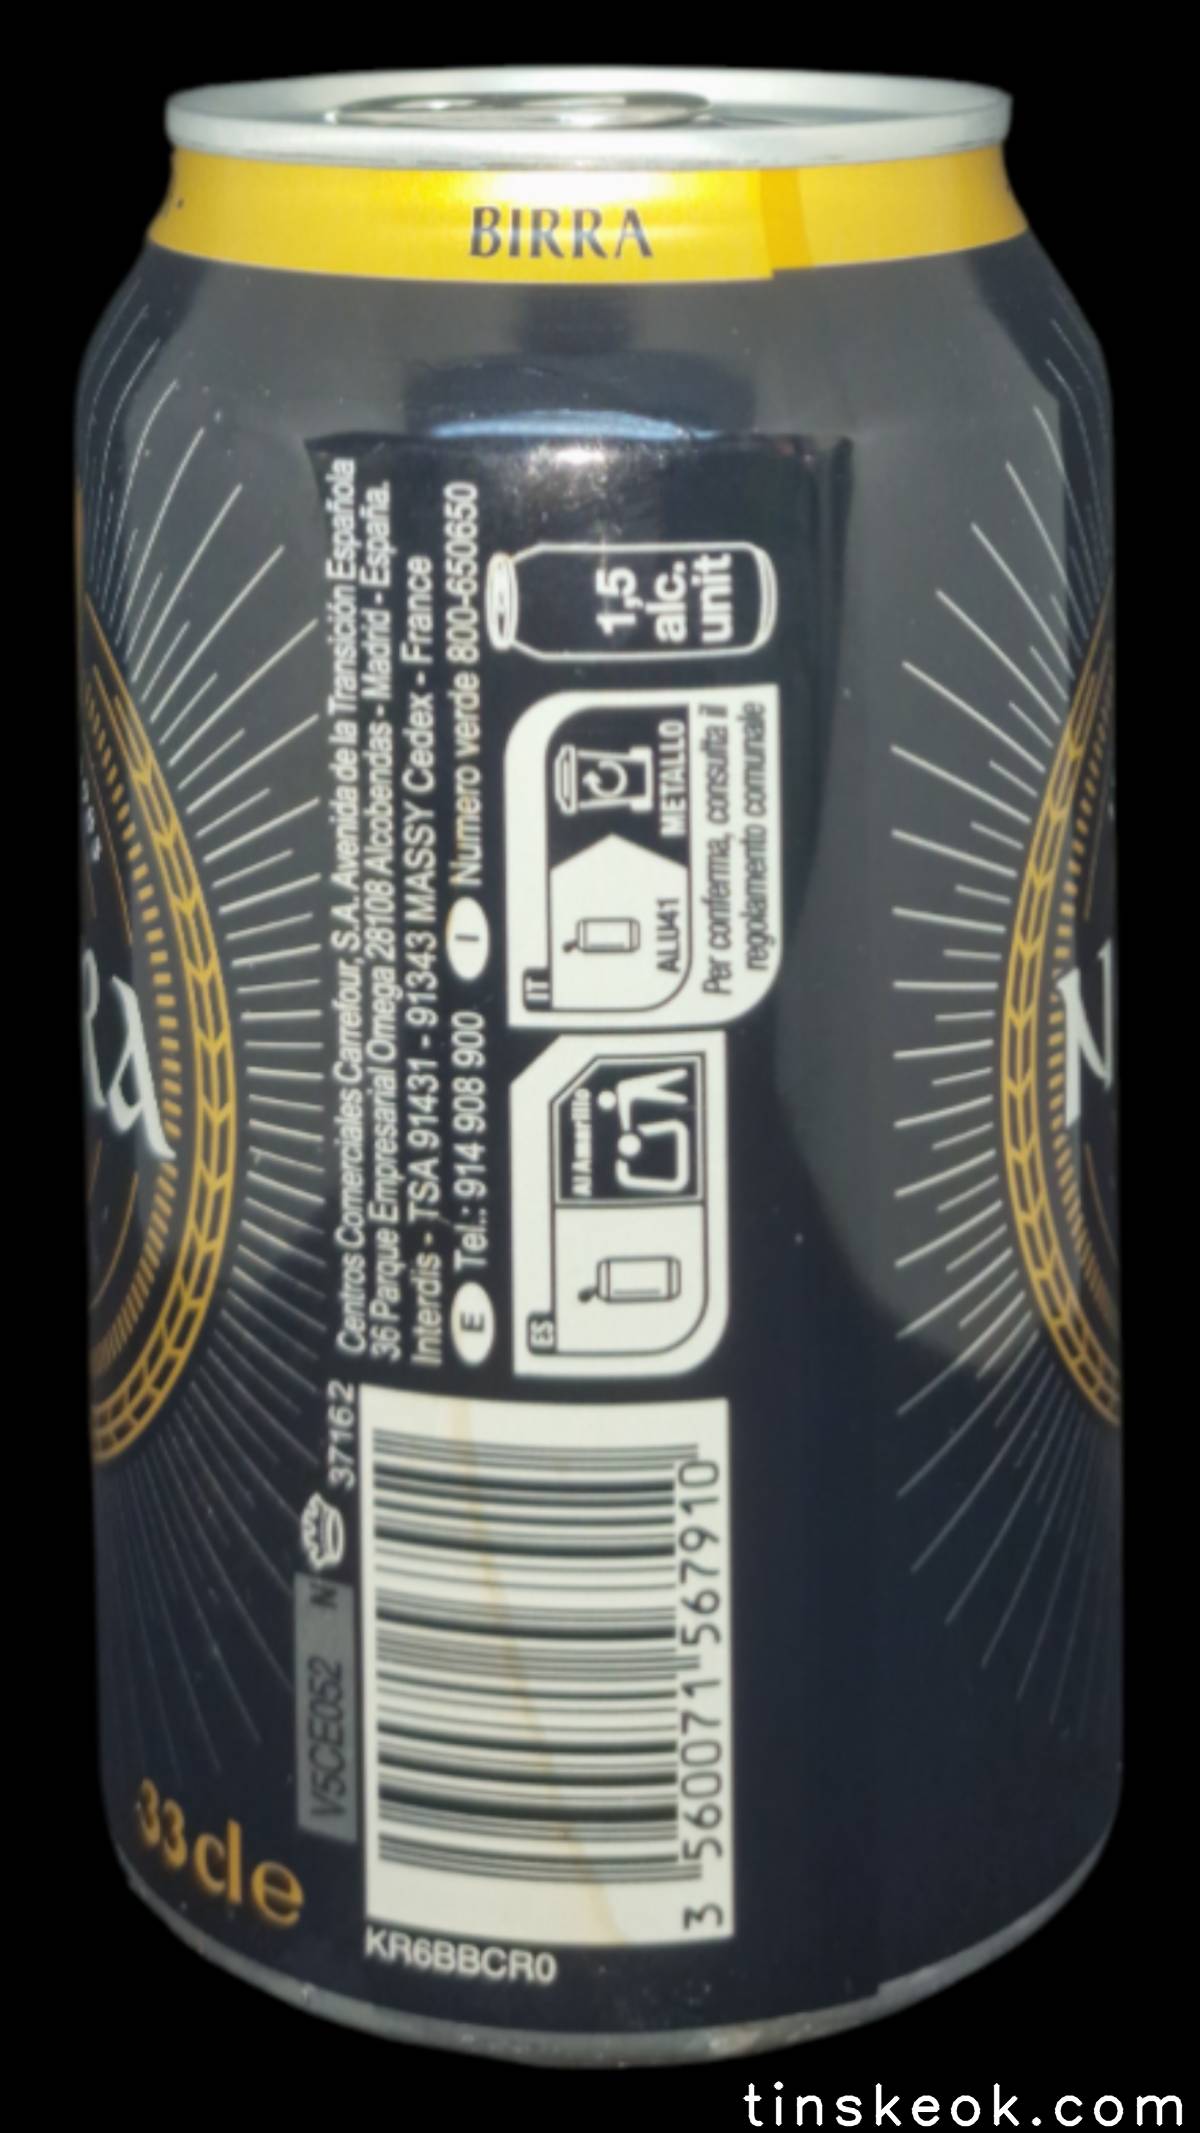 BIRRA
Centros Comerciales Carrefour, S.A. Avenida de la Transición Española
36 Parque Empresarial Omega 28108 Alcobendas - Madrid - España.
Interdis - TSA 91431 - 91343 MASSY Cedex - France
E Tel.: 914 908 900 I Numero verde 800-650650
1,5
alc.
unit
IT
ALU41
METALLO
Per conferma, consulta il
regolamento comunale
ES
Al Amarillo
37162
V5CE052 N
3 560071 567910
KR6BBCR0
33cle
tinskeok.com